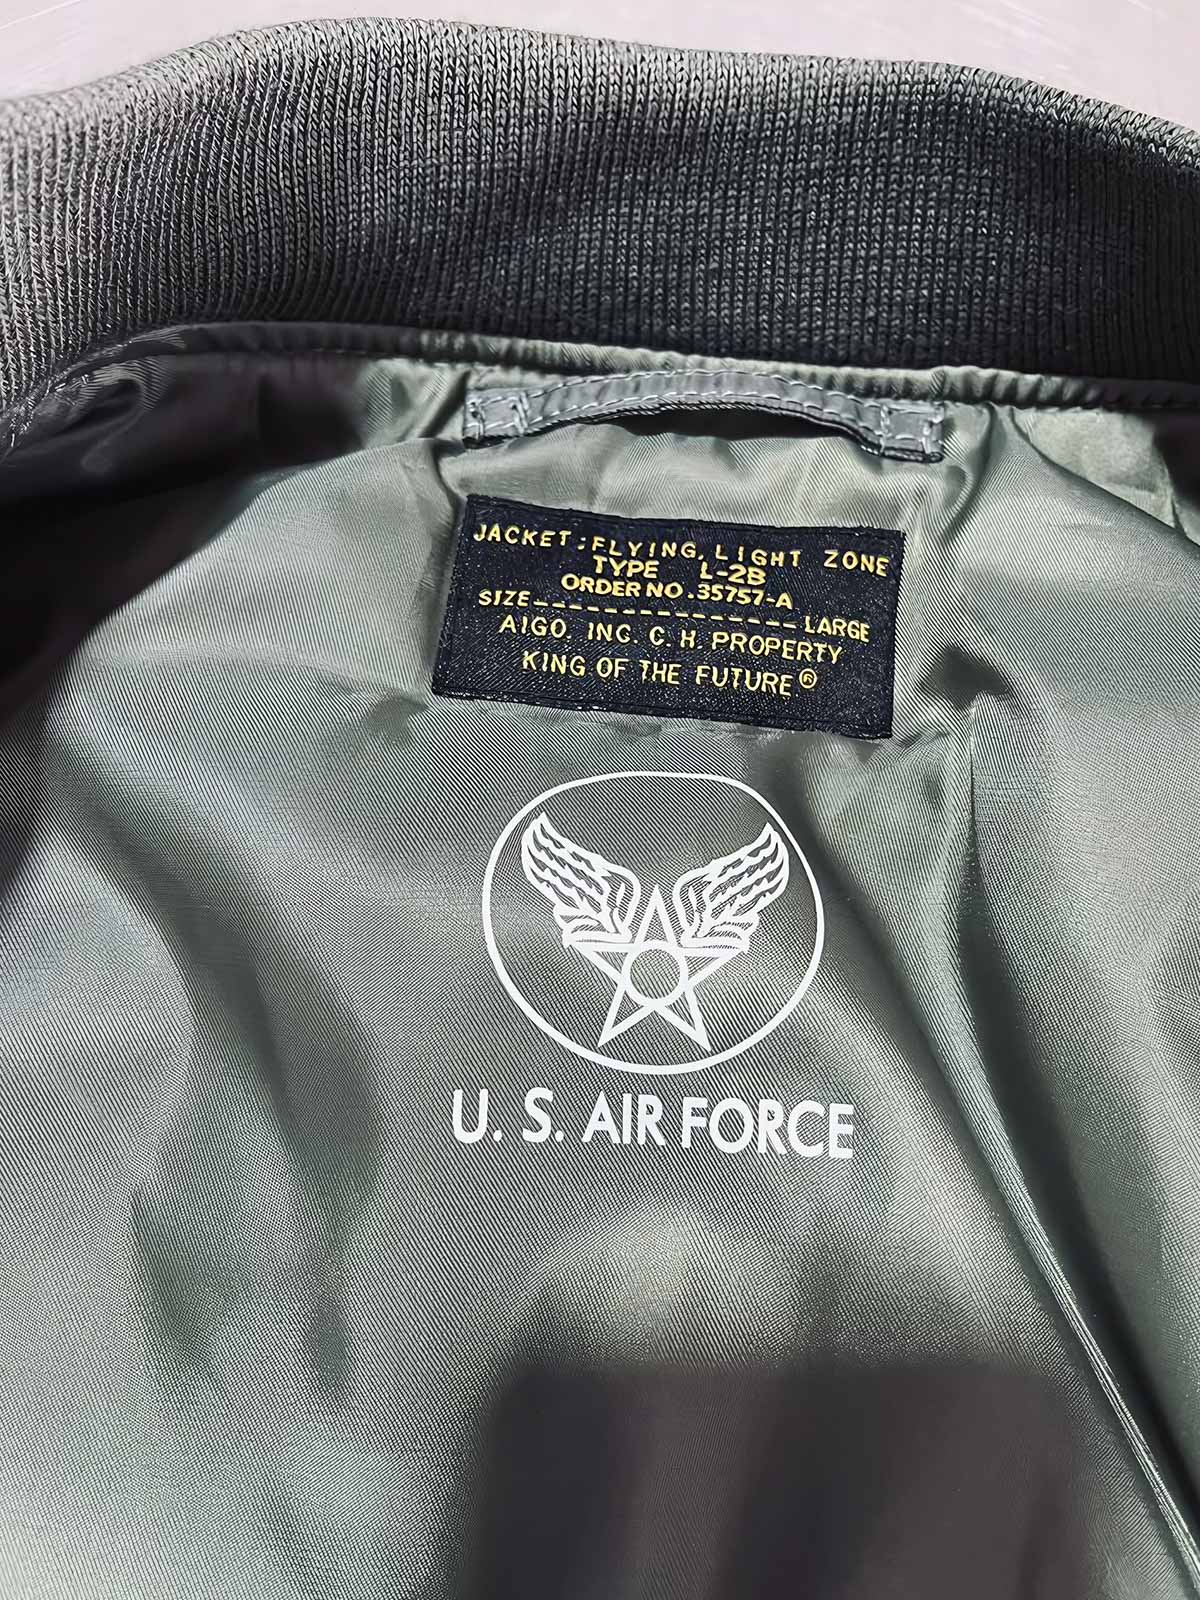 JACKET:FLYING, LIGHT ZONE
TYPE L-2B
ORDER NO.35757-A
SIZE---------------LARGE
AIGO. INC. C. H. PROPERTY
KING OF THE FUTURE®
U. S. AIR FORCE